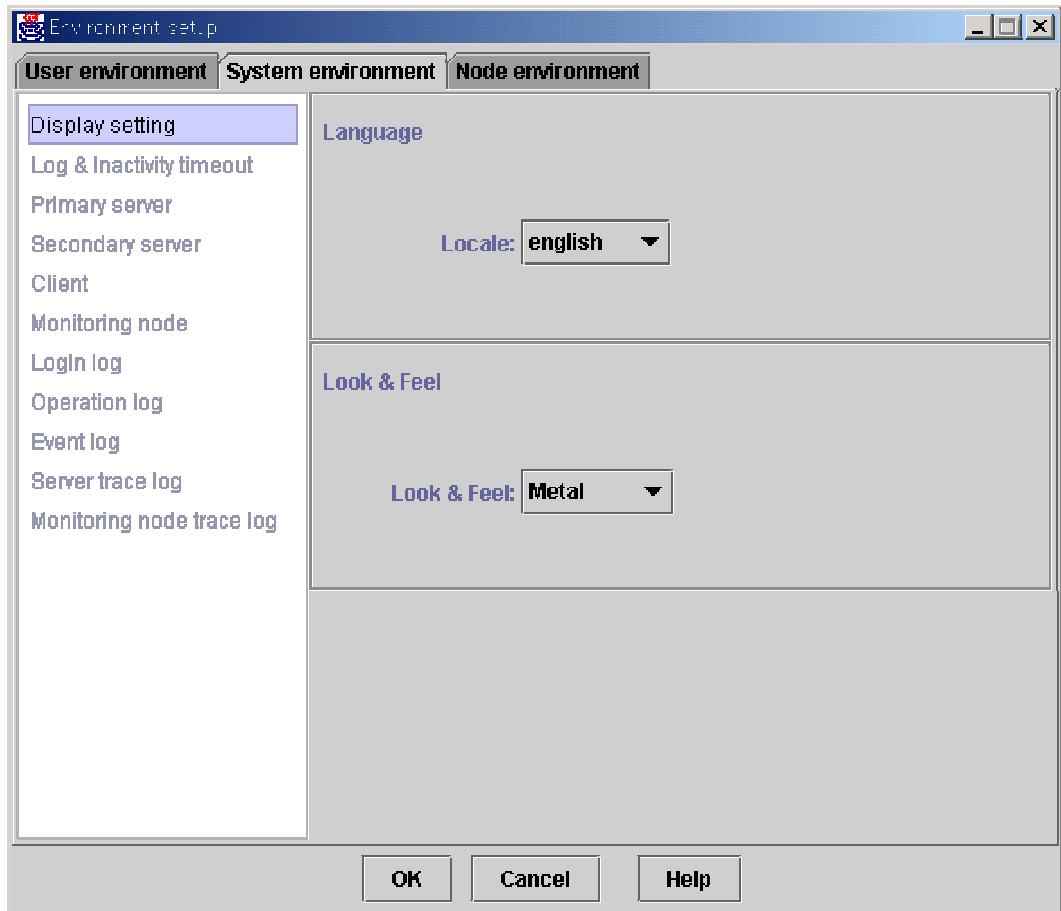 Environment setup
User environment System environment Node environment
Display setting
Log & Inactivity timeout
Primary server
Secondary server
Client
Monitoring node
Login log
Operation log
Event log
Server trace log
Monitoring node trace log
Language
Locale: english
Look & Feel
Look & Feel: Metal
OK Cancel Help